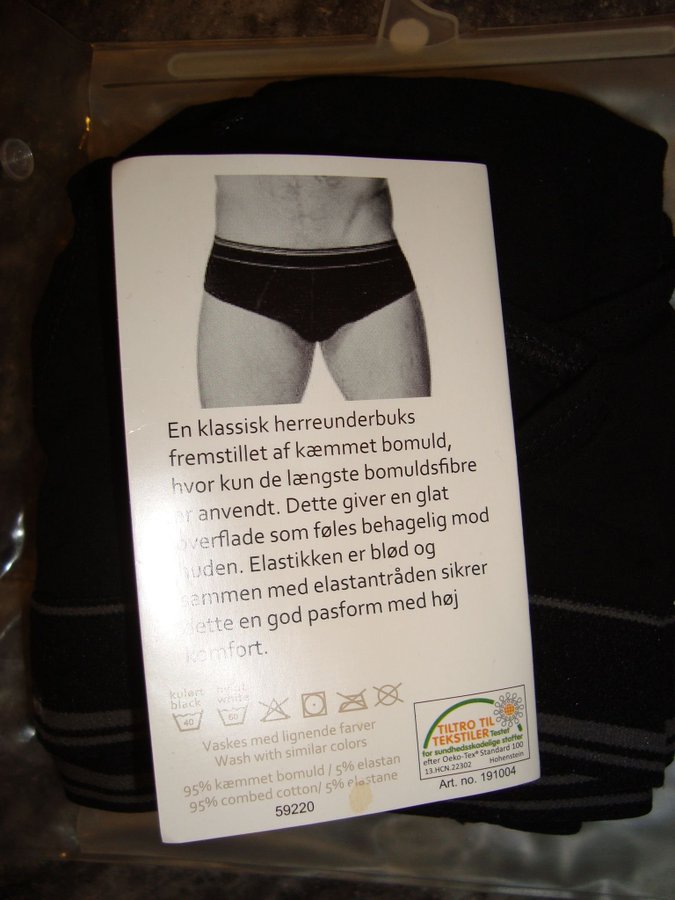 En klassisk herreunderbuks
fremstillet af kæmmet bomuld,
hvor kun de længste bomuldsfibre
er anvendt. Dette giver en glat
overflade som føles behagelig mod
huden. Elastikken er blød og
sammen med elastantråden sikrer
dette en god pasform med høj
komfort.
kulørt hvid
black white
40 60
Vaskes med lignende farver
Wash with similar colors
95% kæmmet bomuld / 5% elastan
95% combed cotton/ 5% elastane
59220
TILTRO TIL
TEKSTILER Testet
for sundhedsskadelige stoffer
efter Oeko-Tex® Standard 100
13.HCN.22302 Hohenstein
Art. no. 191004